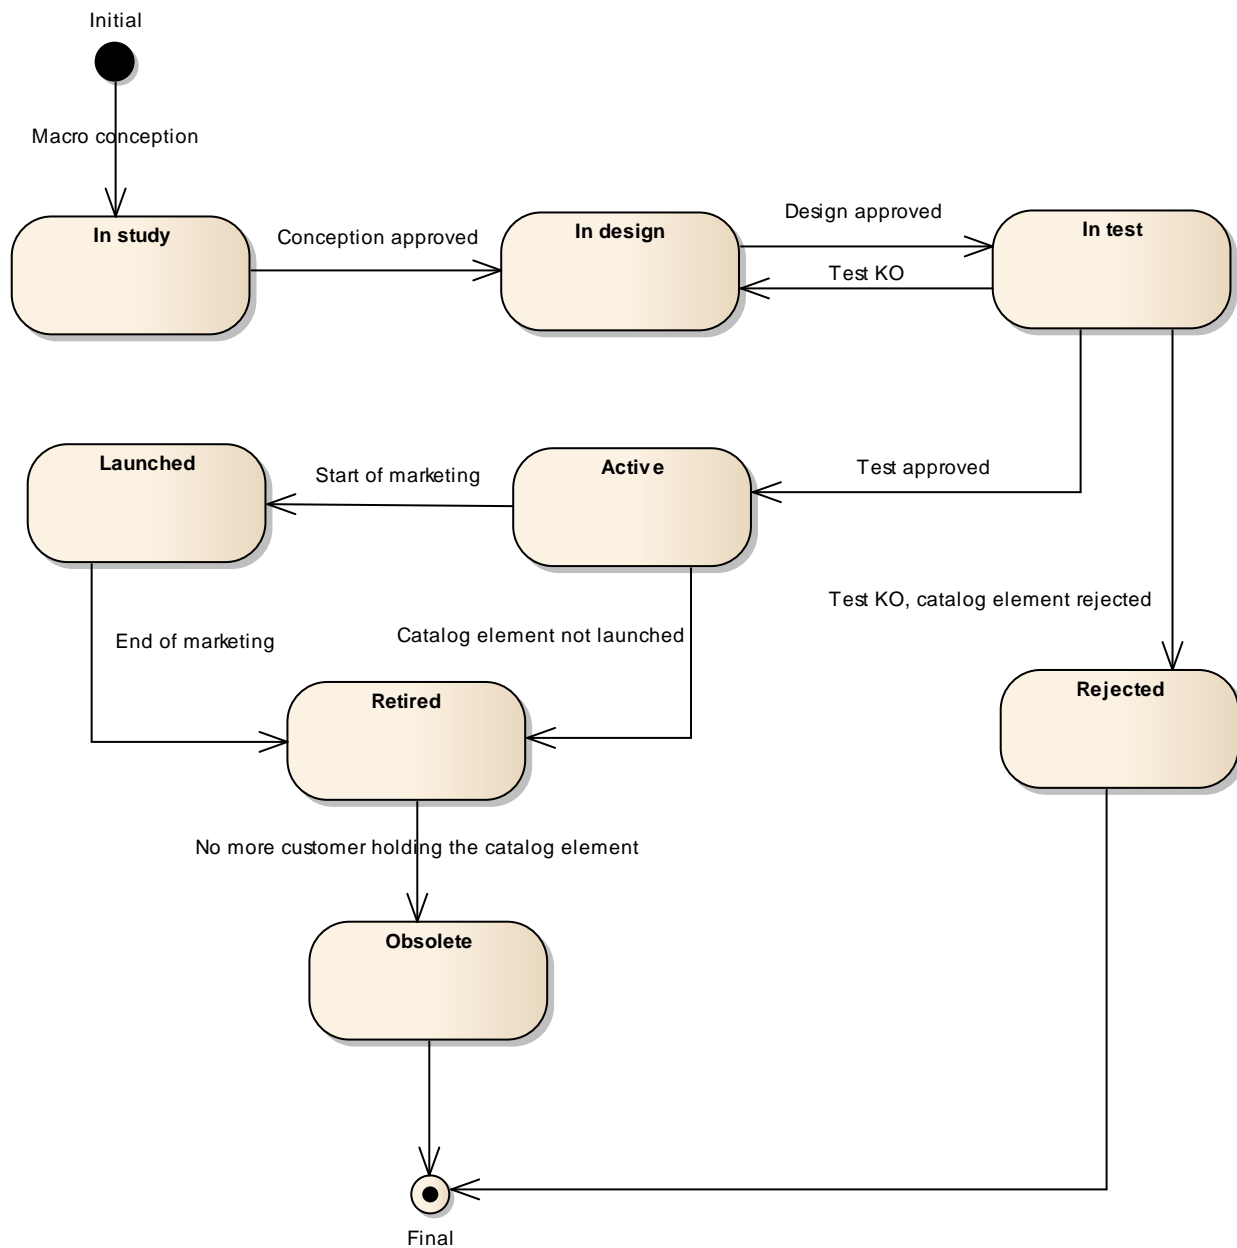 Initial
Macro conception
In study
Conception approved
In design
Design approved
Test KO
In test
Launched
Start of marketing
Active
Test approved
Test KO, catalog element rejected
End of marketing
Catalog element not launched
Retired
Rejected
No more customer holding the catalog element
Obsolete
Final